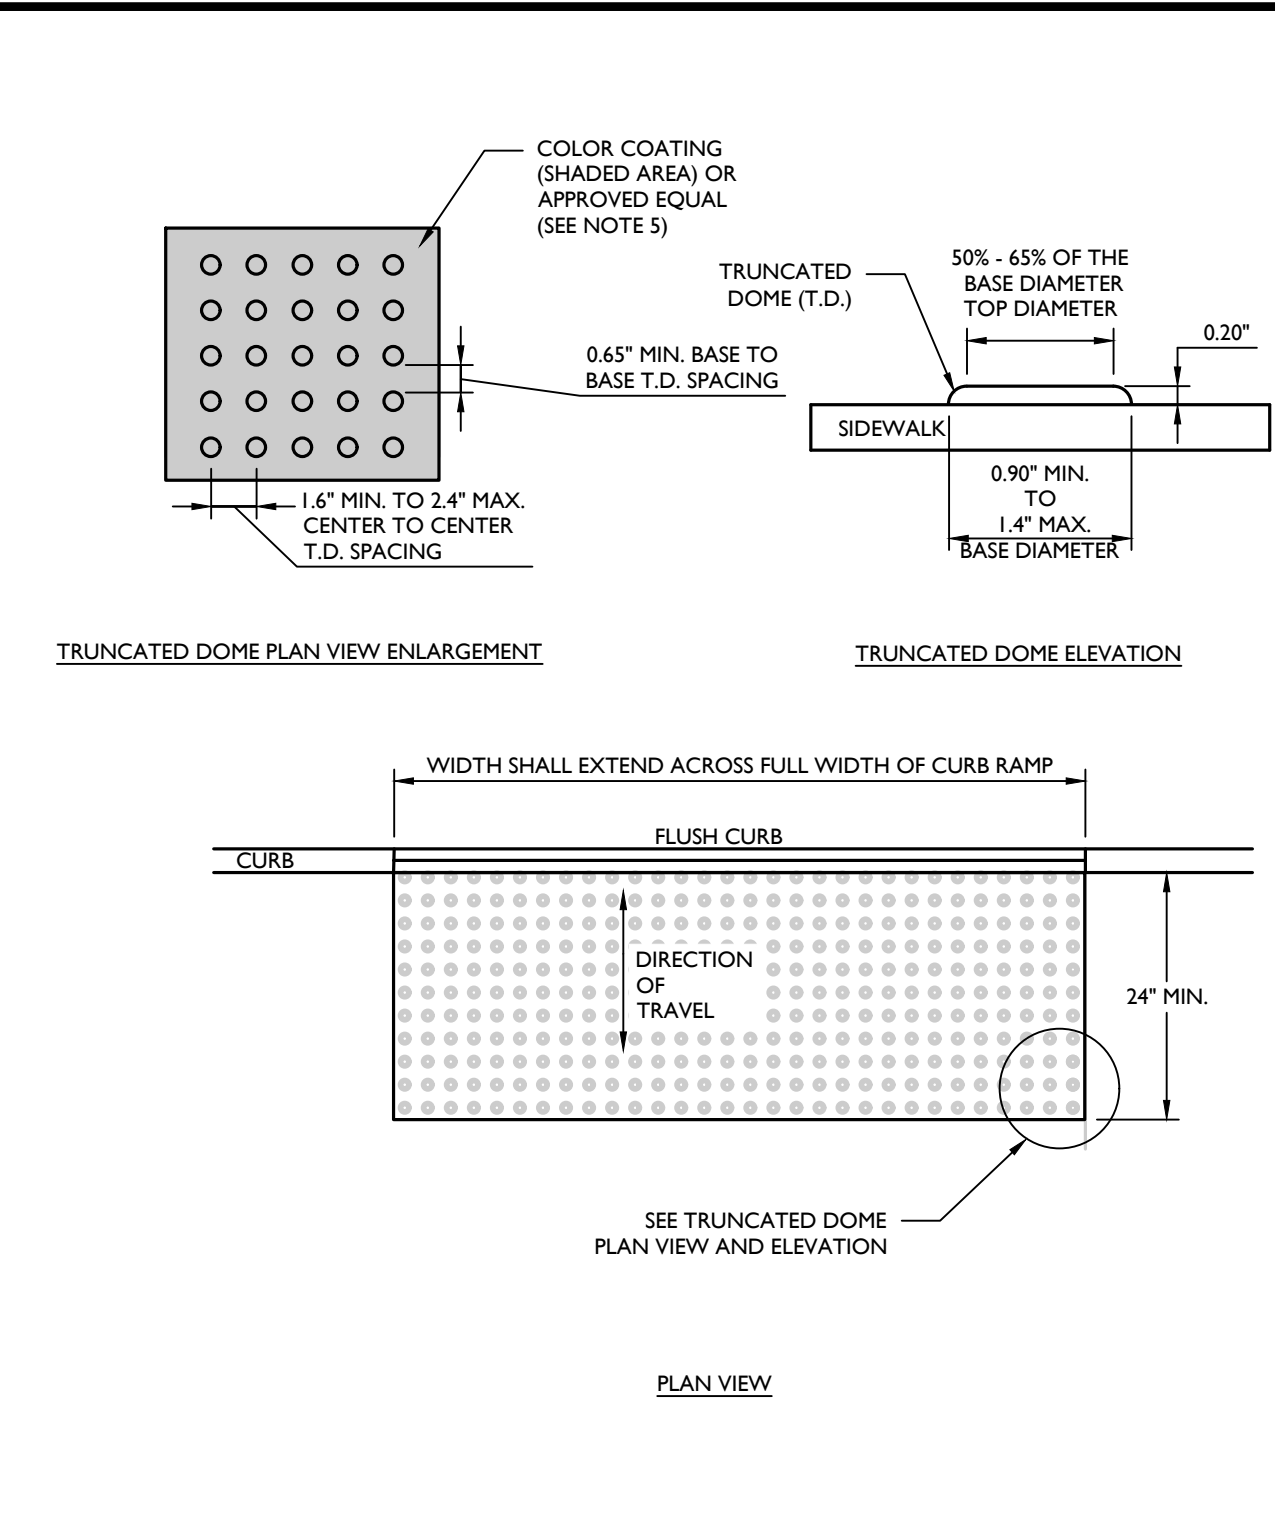 COLOR COATING
(SHADED AREA) OR
APPROVED EQUAL
(SEE NOTE 5)
0.65" MIN. BASE TO
BASE T.D. SPACING
1.6" MIN. TO 2.4" MAX.
CENTER TO CENTER
T.D. SPACING
TRUNCATED DOME PLAN VIEW ENLARGEMENT
TRUNCATED
DOME (T.D.)
50% - 65% OF THE
BASE DIAMETER
TOP DIAMETER
0.20"
SIDEWALK
0.90" MIN.
TO
1.4" MAX.
BASE DIAMETER
TRUNCATED DOME ELEVATION
WIDTH SHALL EXTEND ACROSS FULL WIDTH OF CURB RAMP
FLUSH CURB
CURB
DIRECTION
OF
TRAVEL
24" MIN.
SEE TRUNCATED DOME
PLAN VIEW AND ELEVATION
PLAN VIEW